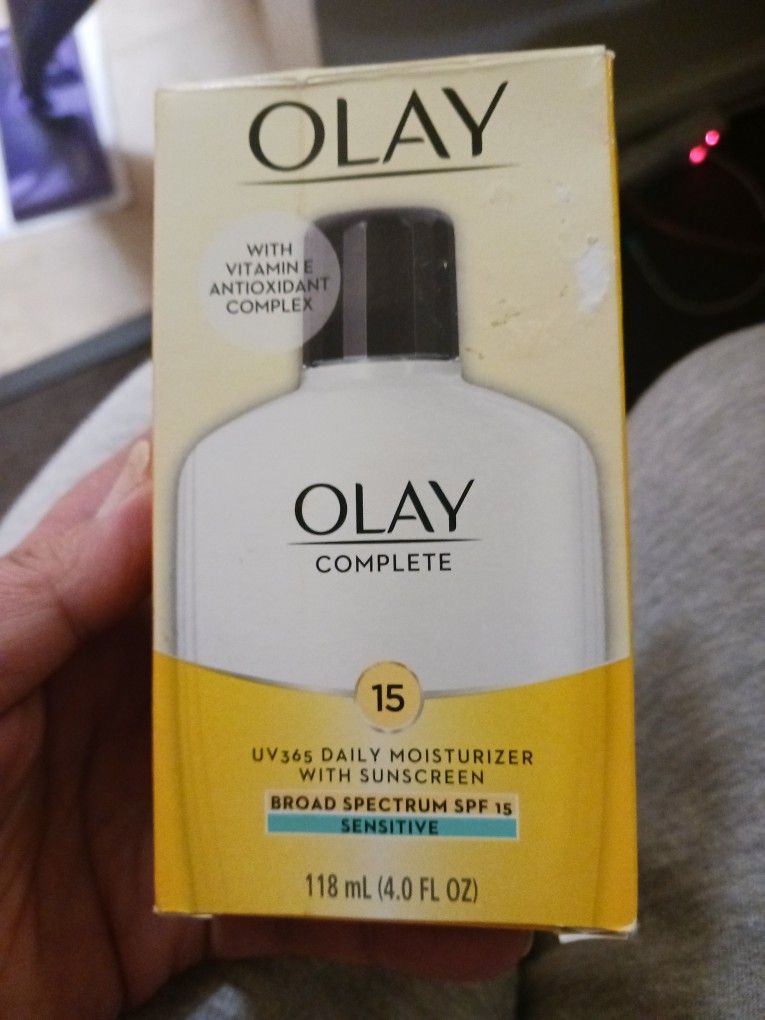 OLAY
WITH
VITAMIN E
ANTIOXIDANT
COMPLEX
OLAY
COMPLETE
15
UV365 DAILY MOISTURIZER
WITH SUNSCREEN
BROAD SPECTRUM SPF 15
SENSITIVE
118 mL (4.0 FL OZ)